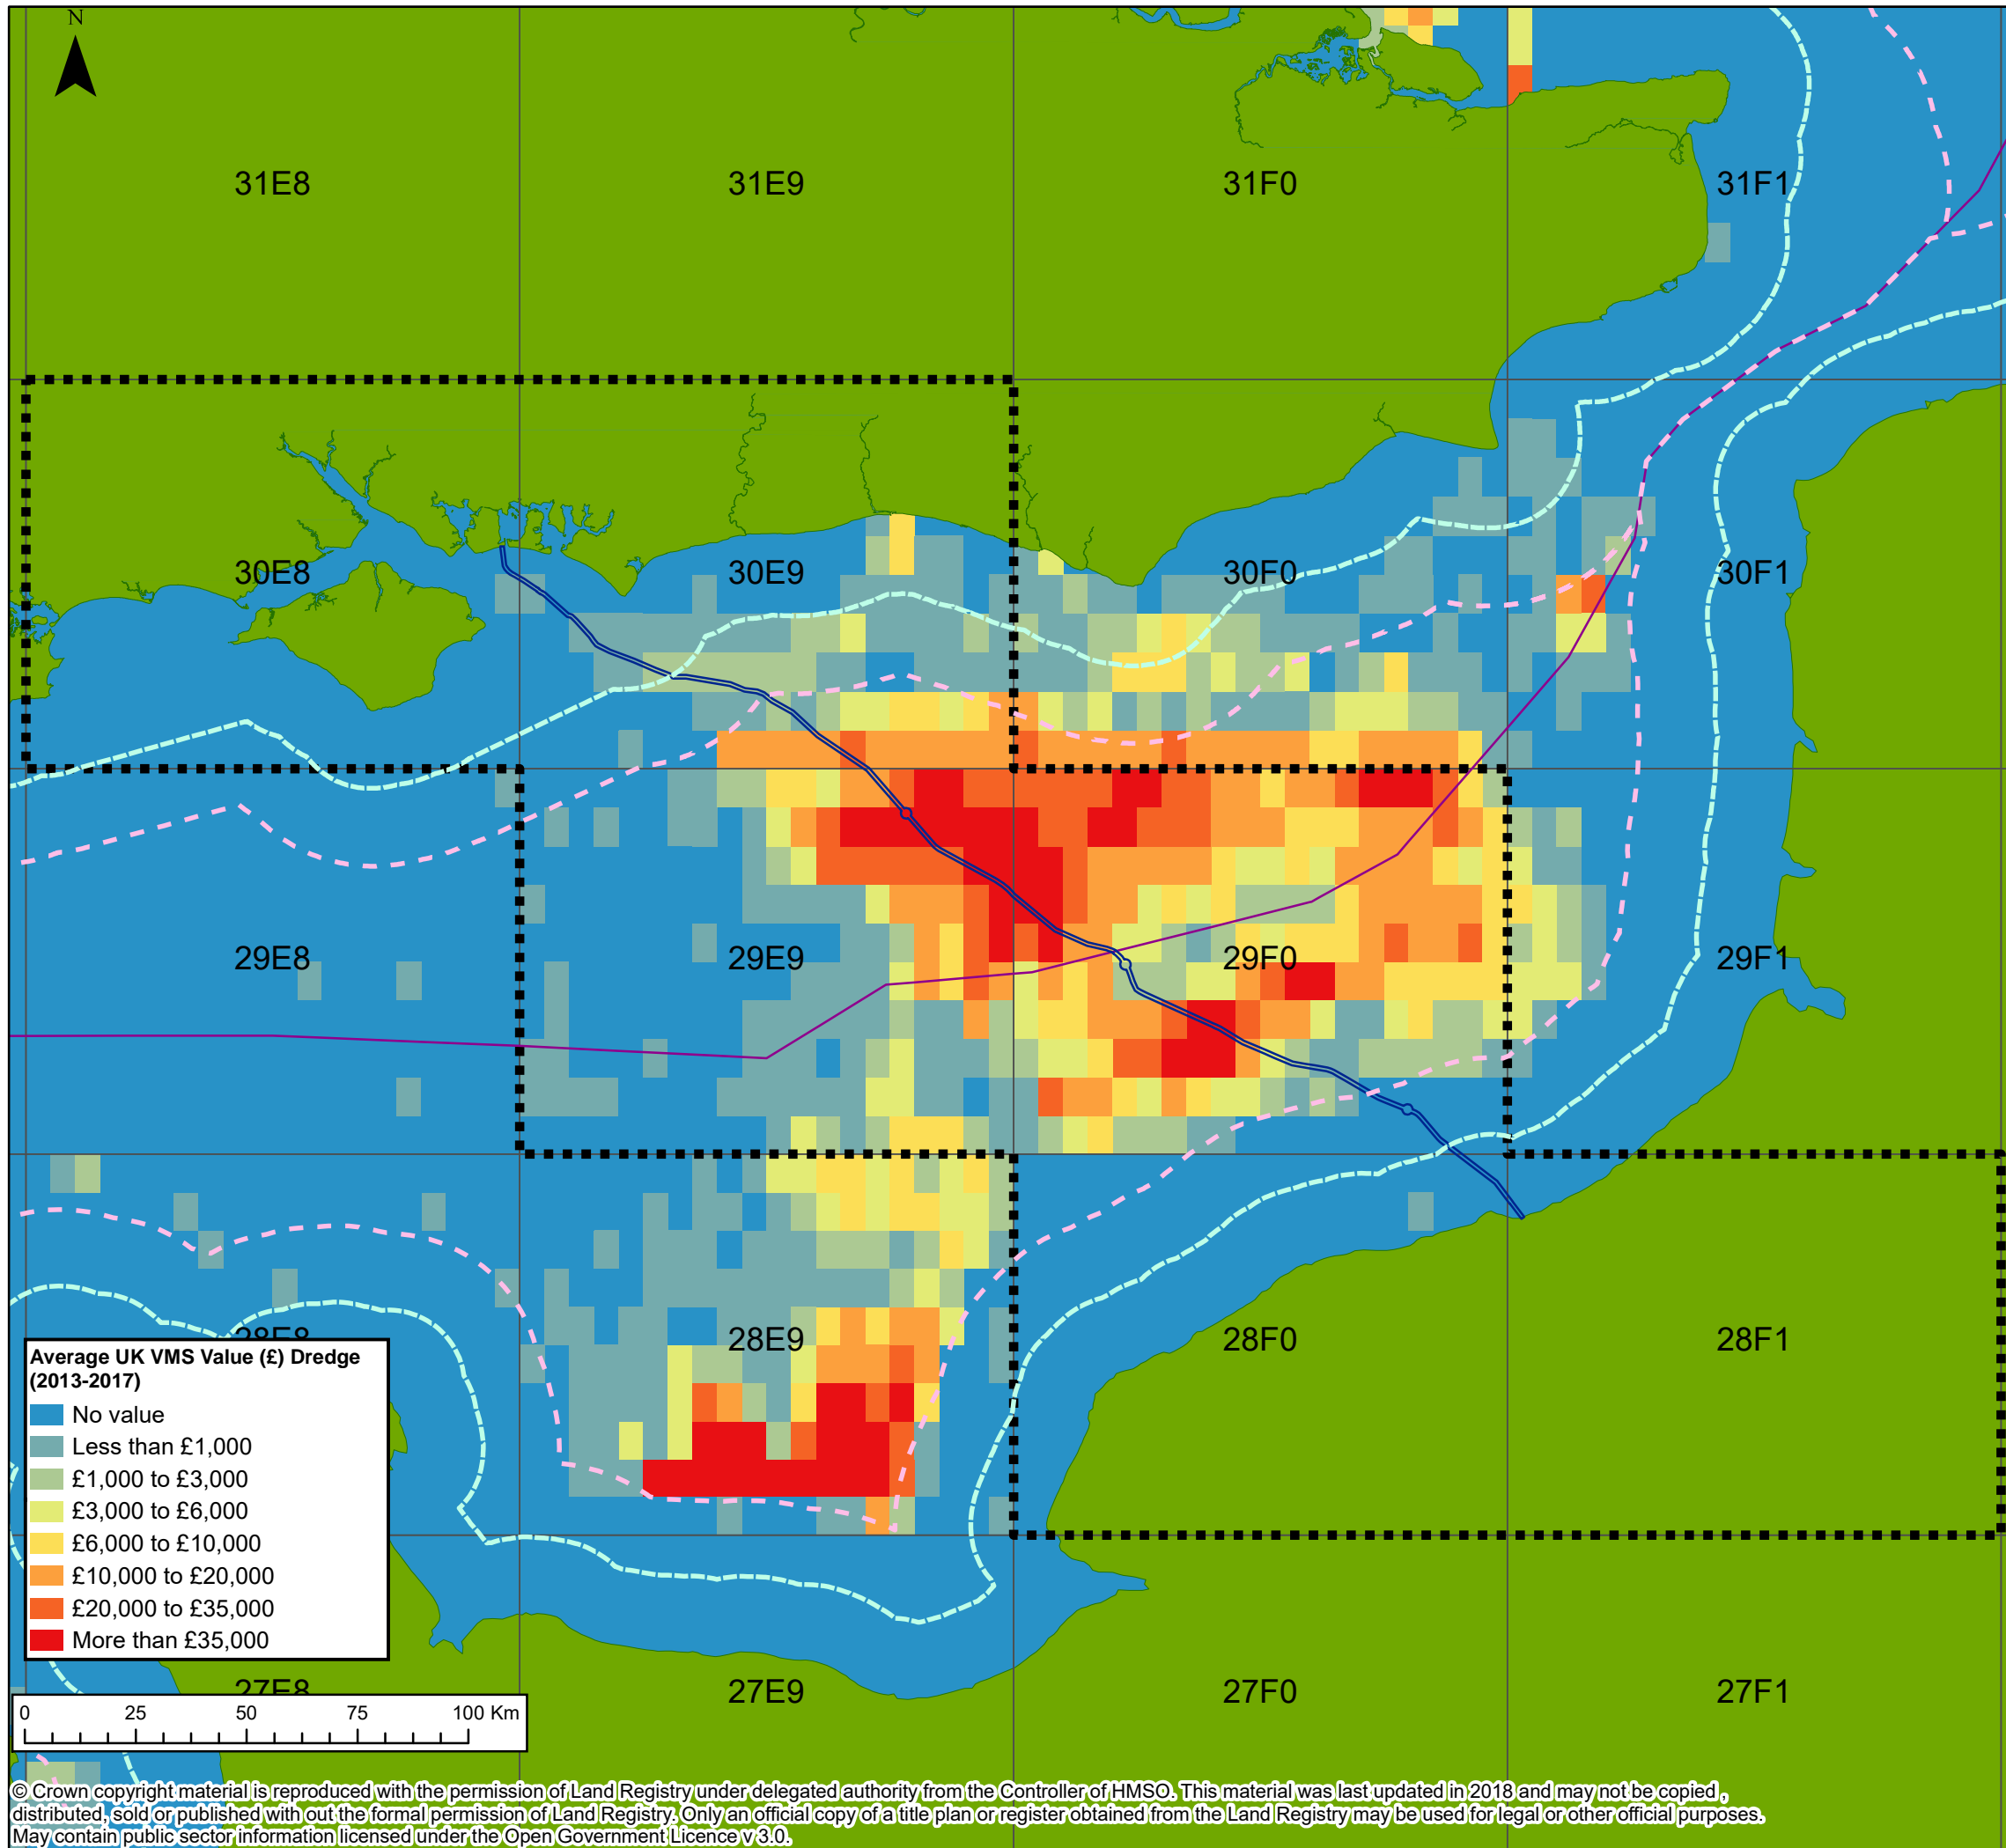 N
31E8
31E9
31F0
31F1
30E8
30E9
30F0
30F1
29E8
29E9
29F0
29F1
28E8
28E9
28F0
28F1
Average UK VMS Value (£) Dredge
(2013-2017)
No value
Less than £1,000
£1,000 to £3,000
£3,000 to £6,000
£6,000 to £10,000
£10,000 to £20,000
£20,000 to £35,000
More than £35,000
27E8
27E9
27F0
27F1
0 25 50 75 100 Km
© Crown copyright material is reproduced with the permission of Land Registry under delegated authority from the Controller of HMSO. This material was last updated in 2018 and may not be copied ,
distributed, sold or published with out the formal permission of Land Registry. Only an official copy of a title plan or register obtained from the Land Registry may be used for legal or other official purposes.
May contain public sector information licensed under the Open Government Licence v 3.0.